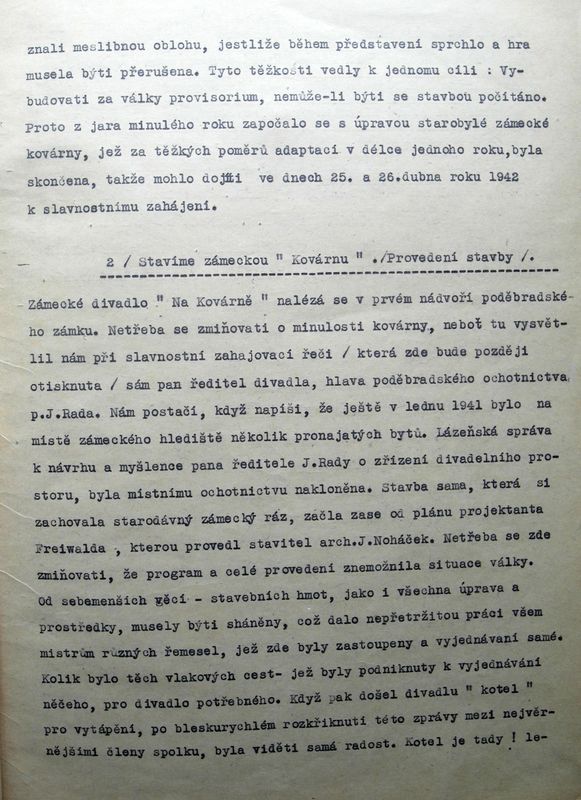 znali meslibnou oblohu, jestliže během představení sprchlo a hra
musela býti přerušena. Tyto těžkosti vedly k jednomu cíli : Vy-
budovati za války provisorium, nemůže-li býti se stavbou počítáno.
Proto z jara minulého roku započalo se s úpravou starobylé zámecké
kovárny, jež za těžkých poměrů adaptací v délce jednoho roku,byla
skončena, takže mohlo dojíti ve dnech 25. a 26.dubna roku 1942
k slavnostnímu zahájení.
2 / Stavíme zámeckou " Kovárnu " ./Provedení stavby /.
Zámecké divadlo " Na Kovárně " nalézá se v prvém nádvoří poděbradské-
ho zámku. Netřeba se zmiňovati o minulosti kovárny, neboť tu vysvět-
lil nám při slavnostní zahajovací řeči / která zde bude později
otisknuta / sám pan ředitel divadla, hlava poděbradského ochotnictva
p.J.Rada. Nám postačí, když napíši, že ještě v lednu 1941 bylo na
místě zámeckého hlediště několik pronajatých bytů. Lázeňská správa
k návrhu a myšlence pana ředitele J.Rady o zřízení divadelního pro-
storu, byla místnímu ochotnictvu nakloněna. Stavba sama, která si
zachovala starodávný zámecký ráz, začla zase od plánu projektanta
Freiwalda , kterou provedl stavitel arch.J.Noháček. Netřeba se zde
zmiňovati, že program a celé provedení znemožnila situace války.
Od sebemenších věcí - stavebních hmot, jako i všechna úprava a
prostředky, musely býti sháněny, což dalo nepřetržitou práci všem
mistrům různých řemesel, jež zde byly zastoupeny a vyjednávaní samé.
Kolik bylo těch vlakových cest- jež byly podniknuty k vyjednávání
něčeho, pro divadlo potřebného. Když pak došel divadlu " kotel "
pro vytápění, po bleskurychlém rozkřiknutí této zprávy mezi nejvěr-
nějšími členy spolku, byla viděti samá radost. Kotel je tady ! le-